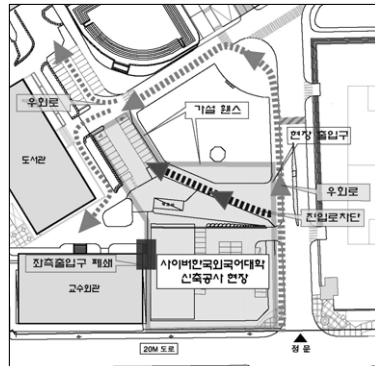 우회로
가설 휀스
현장 출입구
도서관
우회로
진입로차단
좌측출입구 폐쇄
사이버한국외국어대학
신축공사 현장
교수회관
20M 도로
정문